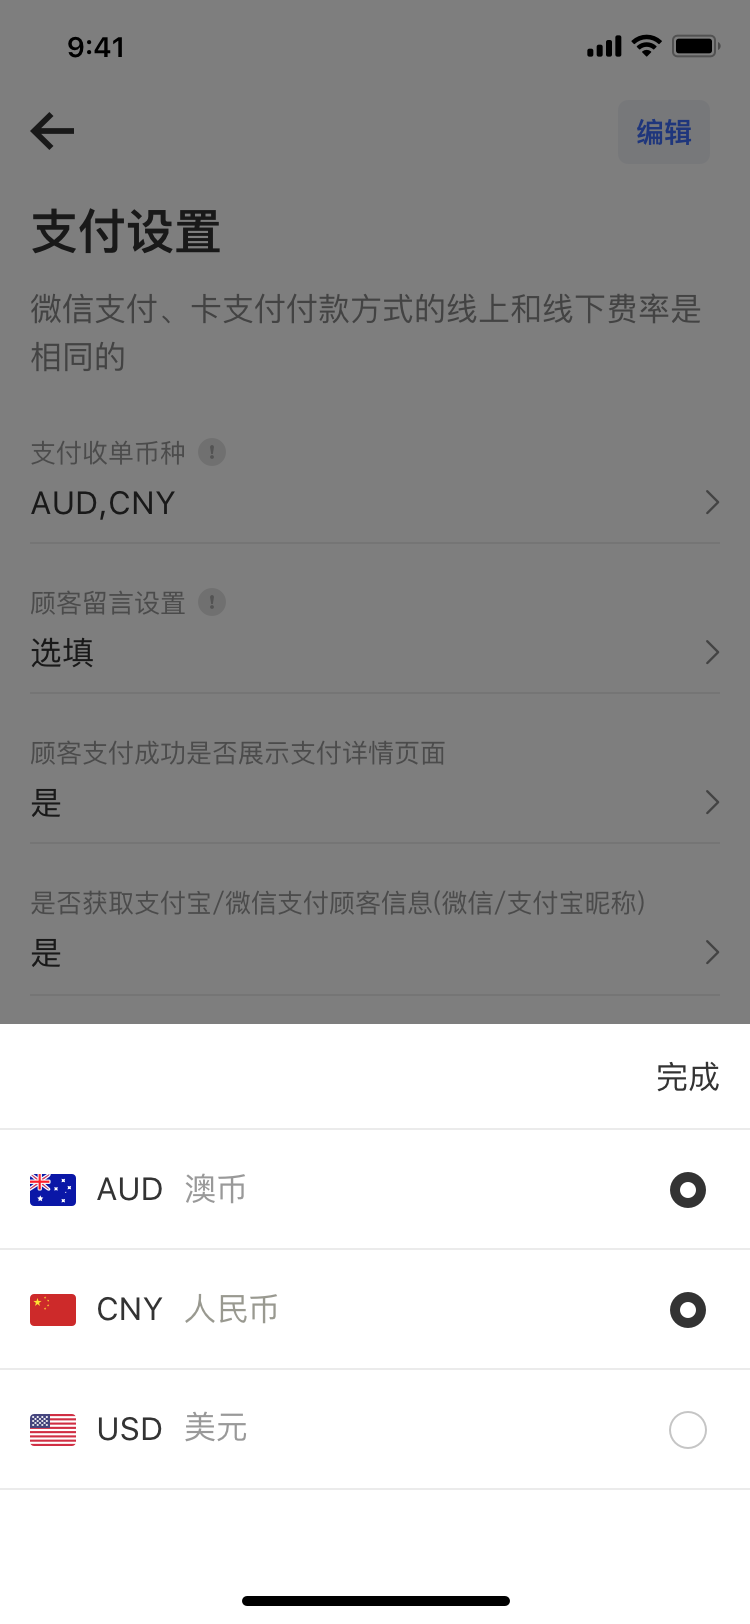 9:41
编辑
支付设置
微信支付、卡支付付款方式的线上和线下费率是
相同的
支付收单币种 !
AUD,CNY
顾客留言设置 !
选填
顾客支付成功是否展示支付详情页面
是
是否获取支付宝/微信支付顾客信息(微信/支付宝昵称)
是
完成
AUD 澳币
CNY 人民币
USD 美元